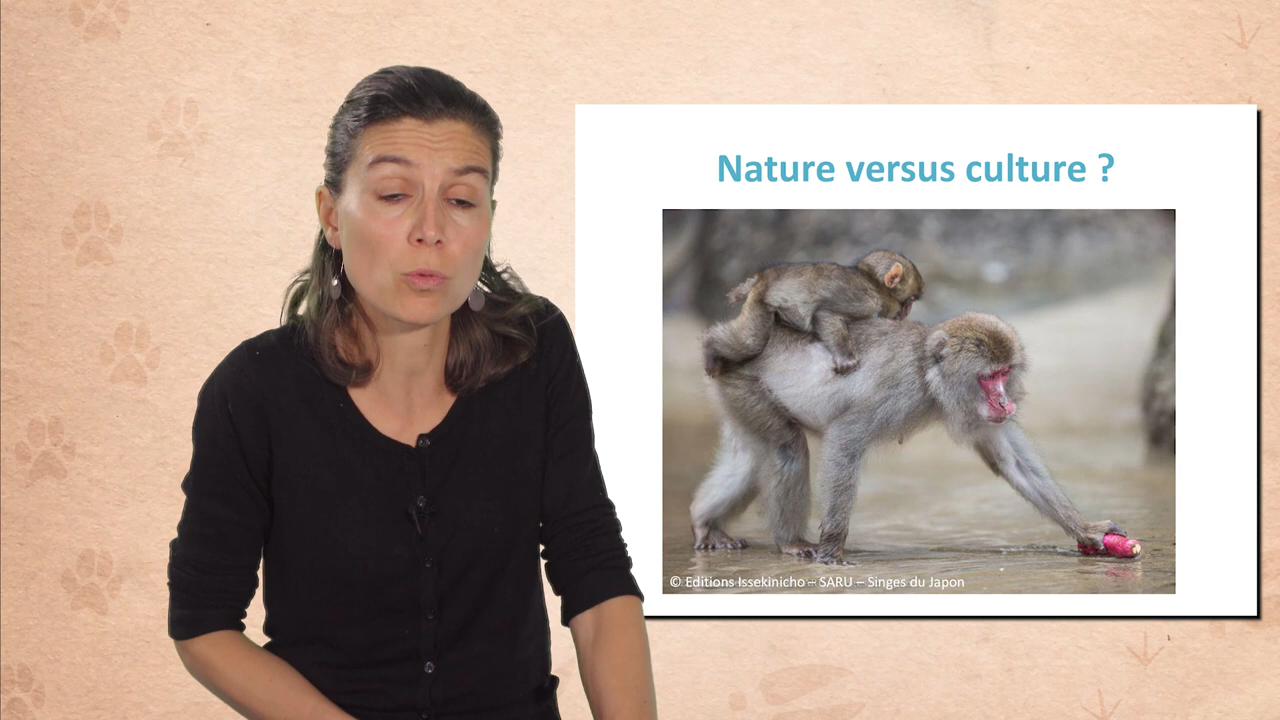 Nature versus culture ?
© Editions Issekinicho – SARU – Singes du Japon